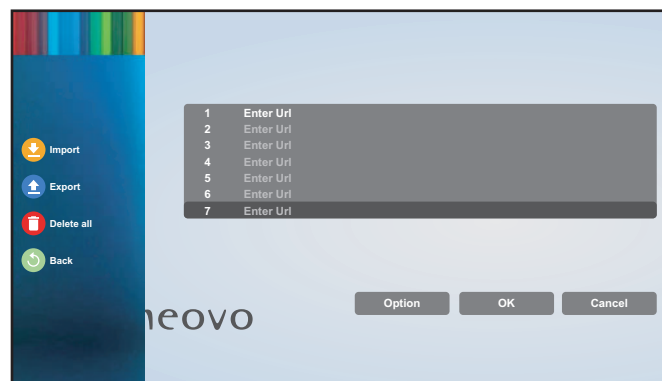 Import
Export
Delete all
Back
1 Enter Url
2 Enter Url
3 Enter Url
4 Enter Url
5 Enter Url
6 Enter Url
7 Enter Url
Option OK Cancel
neovo